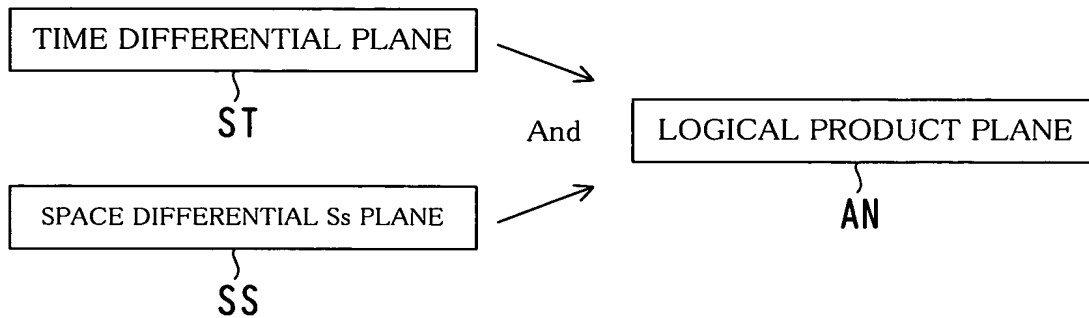 TIME DIFFERENTIAL PLANE
ST
And
LOGICAL PRODUCT PLANE
AN
SPACE DIFFERENTIAL Ss PLANE
SS